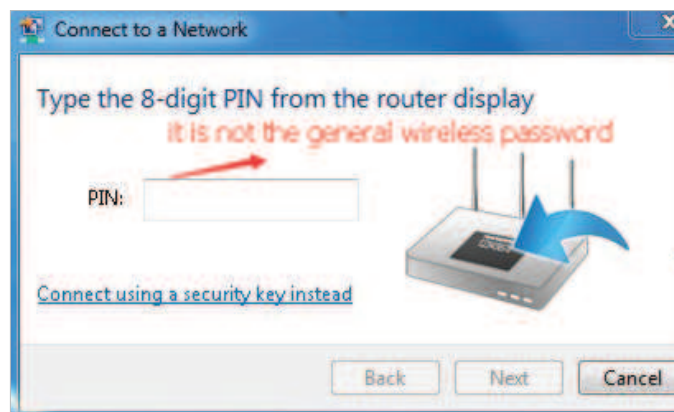 Connect to a Network
X
Type the 8-digit PIN from the router display
it is not the general wireless password
PIN:
Connect using a security key instead
Back
Next
Cancel